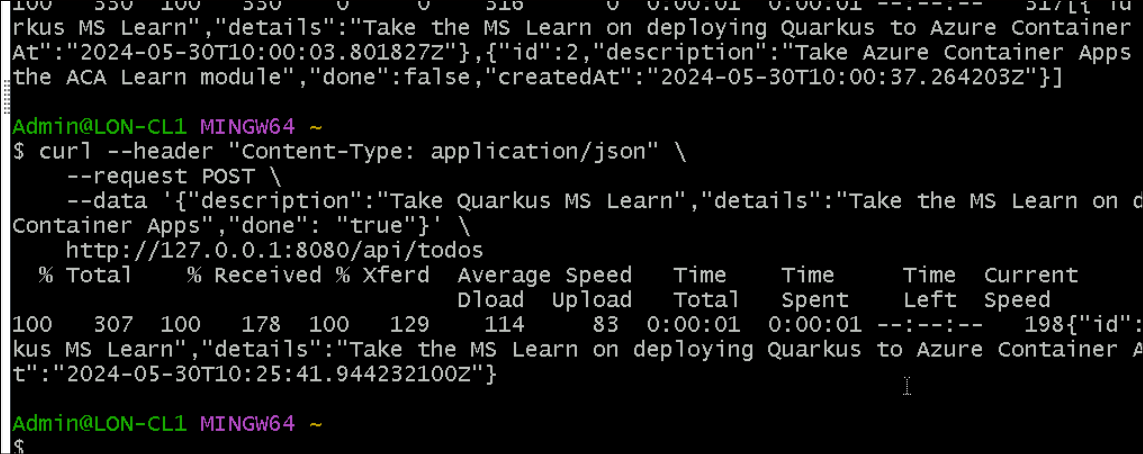 100 330 100 330 0 0 316 0 0:00:01 0:00:01 --:--:-- 317[{"id
rkus MS Learn","details":"Take the MS Learn on deploying Quarkus to Azure Container
At":"2024-05-30T10:00:03.801827Z"},{"id":2,"description":"Take Azure Container Apps
the ACA Learn module","done":false,"createdAt":"2024-05-30T10:00:37.264203Z"}]
Admin@LON-CL1 MINGW64 ~
$ curl --header "Content-Type: application/json" \
--request POST \
--data '{"description":"Take Quarkus MS Learn","details":"Take the MS Learn on d
Container Apps","done": "true"}' \
http://127.0.0.1:8080/api/todos
% Total % Received % Xferd Average Speed Time Time Time Current
Dload Upload Total Spent Left Speed
100 307 100 178 100 129 114 83 0:00:01 0:00:01 --:--:-- 198{"id":
kus MS Learn","details":"Take the MS Learn on deploying Quarkus to Azure Container A
t":"2024-05-30T10:25:41.944232100Z"}
Admin@LON-CL1 MINGW64 ~
$